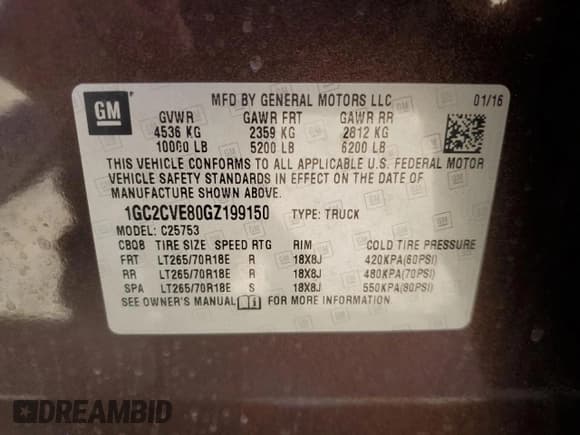 GM
MFD BY GENERAL MOTORS LLC 01/16
GVWR GAWR FRT GAWR RR
4536 KG 2359 KG 2812 KG
10000 LB 5200 LB 6200 LB
THIS VEHICLE CONFORMS TO ALL APPLICABLE U.S. FEDERAL MOTOR
VEHICLE SAFETY STANDARDS IN EFFECT ON THE DATE OF
MANUFACTURE SHOWN ABOVE.
1GC2CVE80GZ199150 TYPE: TRUCK
MODEL: C25753
CBQB TIRE SIZE SPEED RTG RIM COLD TIRE PRESSURE
FRT LT265/70R18E R 18X8J 420KPA(60PSI)
RR LT265/70R18E R 18X8J 480KPA(70PSI)
SPA LT265/70R18E S 18X8J 550KPA(80PSI)
SEE OWNER'S MANUAL FOR MORE INFORMATION.
DREAMBID